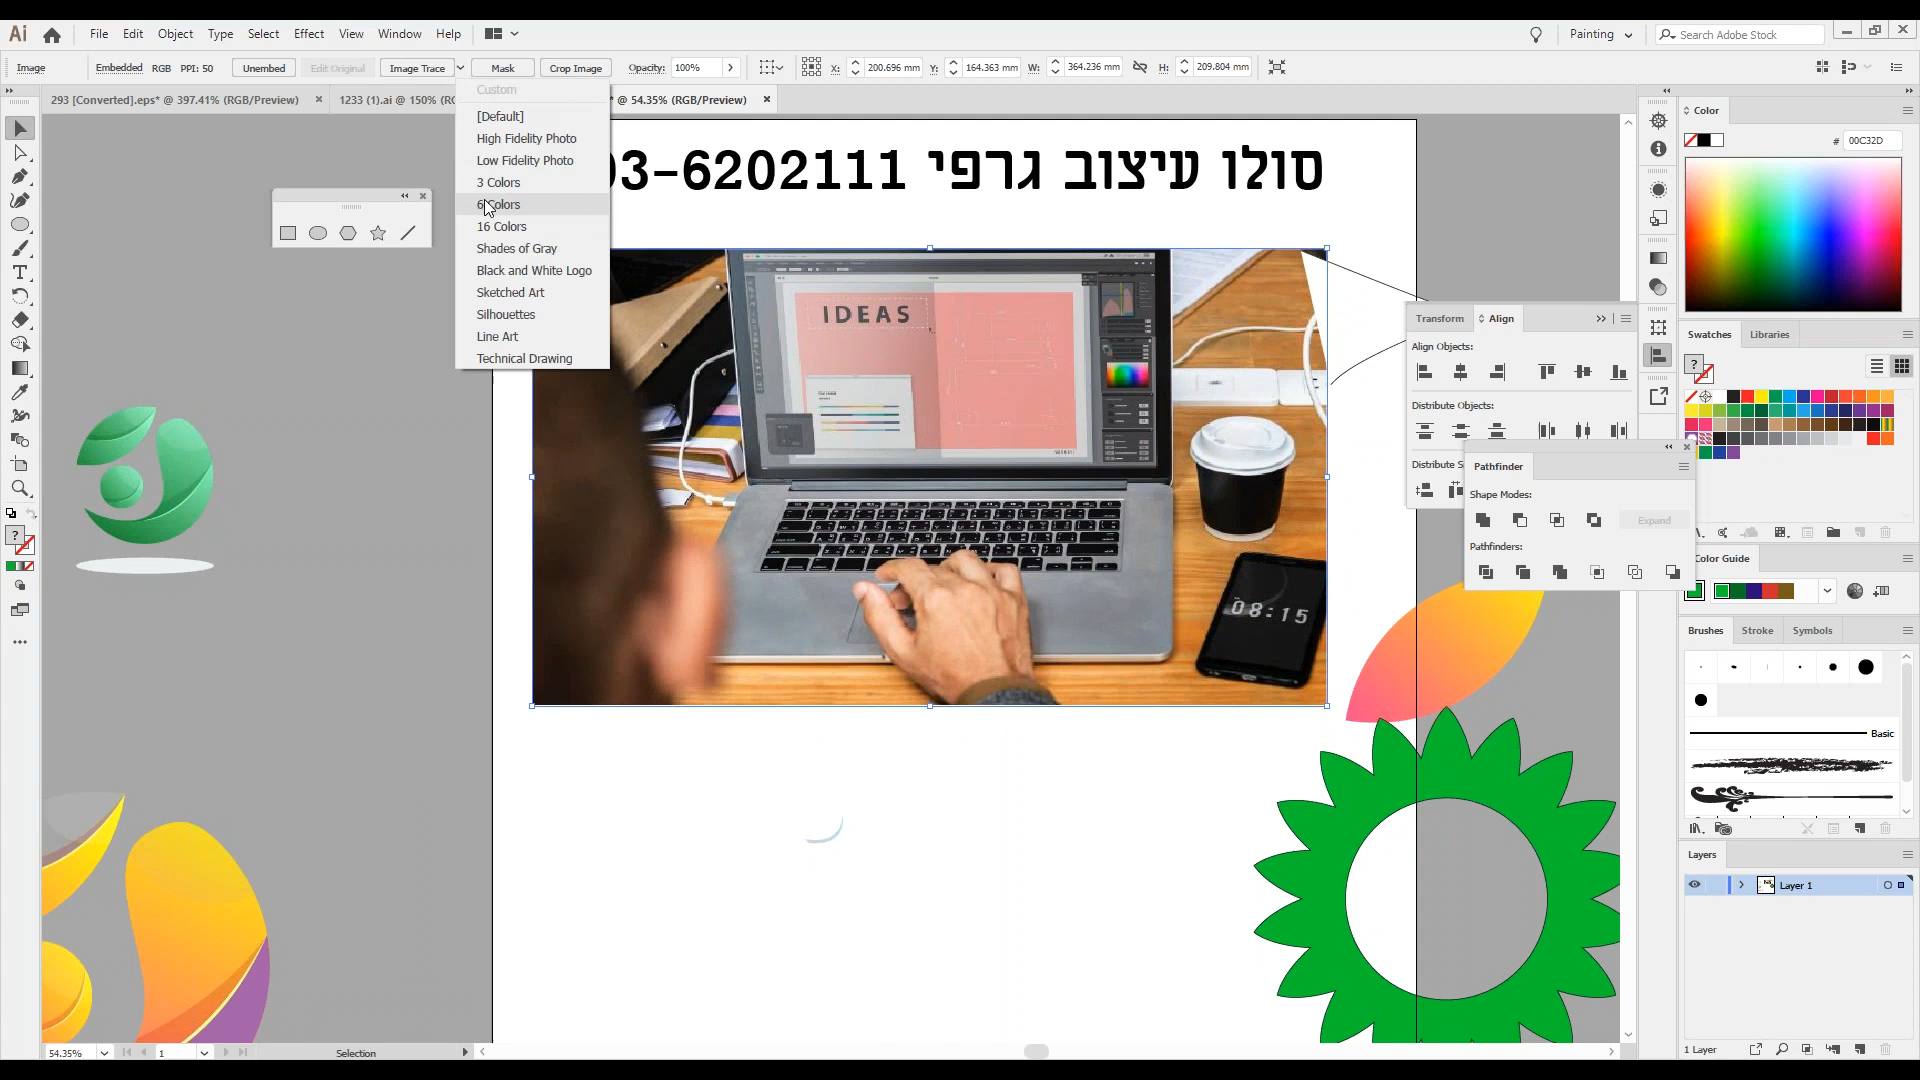 Ai File Edit Object Type Select Effect View Window Help Painting Search Adobe Stock
Image Embedded RGB PPI: 50 Unembed Edit Original Image Trace Mask Crop Image Opacity: 100% X: 200.696 mm Y: 164.363 mm W: 364.236 mm H: 209.804 mm
293 [Converted].eps* @ 397.41% (RGB/Preview) × 1233 (1).ai @ 150% (RG * @ 54.35% (RGB/Preview) ×
Custom
[Default]
High Fidelity Photo
Low Fidelity Photo
3 Colors
6 Colors
16 Colors
Shades of Gray
Black and White Logo
Sketched Art
Silhouettes
Line Art
Technical Drawing
סולו עיצוב גרפי 03-6202111
IDEAS
08:15
Transform Align
Align Objects:
Distribute Objects:
Distribute S
Pathfinder
Shape Modes:
Expand
Pathfinders:
Color
# 00C32D
Swatches Libraries
Color Guide
Brushes Stroke Symbols
Basic
Layers
Layer 1
1 Layer
54.35% 1 Selection